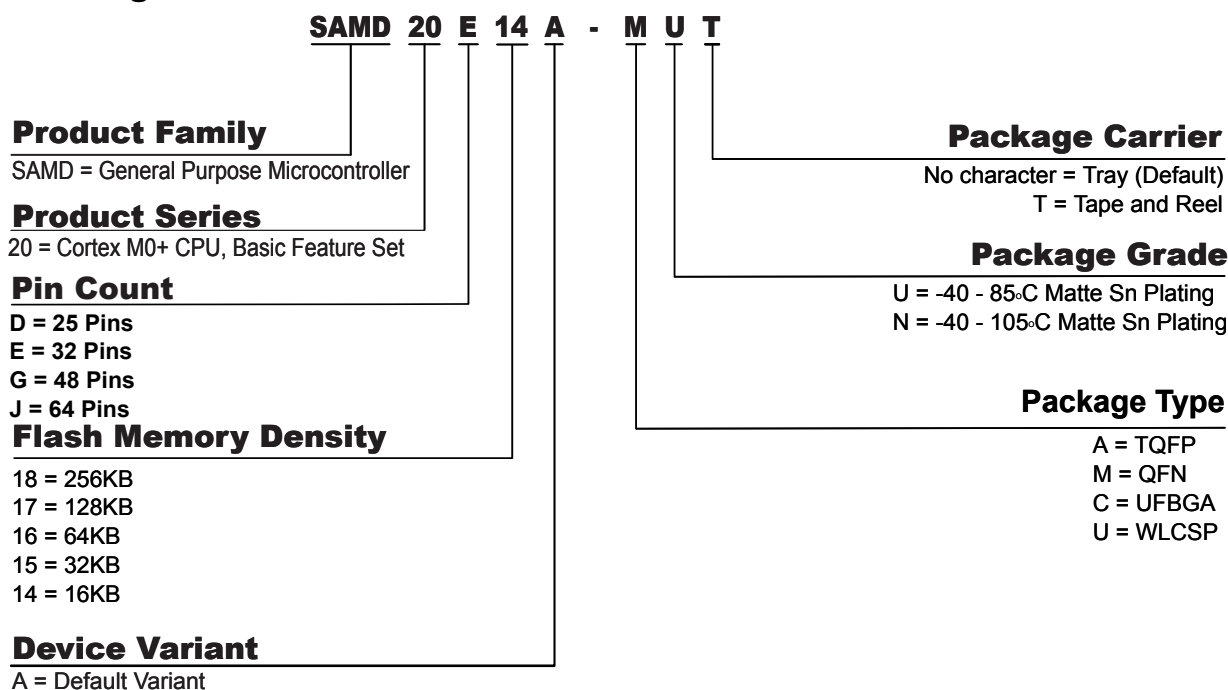 SAMD 20 E 14 A - M U T
Product Family
SAMD = General Purpose Microcontroller
Product Series
20 = Cortex M0+ CPU, Basic Feature Set
Pin Count
D = 25 Pins
E = 32 Pins
G = 48 Pins
J = 64 Pins
Flash Memory Density
18 = 256KB
17 = 128KB
16 = 64KB
15 = 32KB
14 = 16KB
Device Variant
A = Default Variant
Package Carrier
No character = Tray (Default)
T = Tape and Reel
Package Grade
U = -40 - 85oC Matte Sn Plating
N = -40 - 105oC Matte Sn Plating
Package Type
A = TQFP
M = QFN
C = UFBGA
U = WLCSP